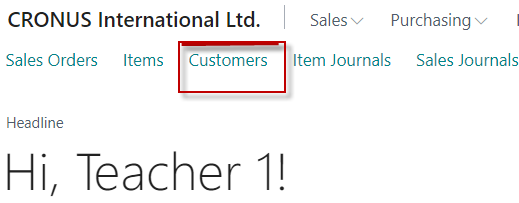 CRONUS International Ltd. Sales Purchasing
Sales Orders Items Customers Item Journals Sales Journals
Headline
Hi, Teacher 1!